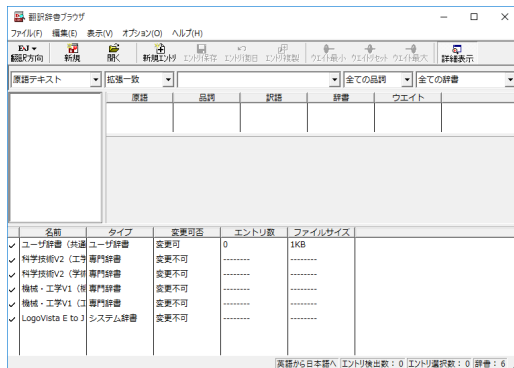 翻訳辞書ブラウザ
ファイル(F) 編集(E) 表示(V) オプション(O) ヘルプ(H)
EJ
翻訳方向 新規 開く 新規エントリ エントリ保存 エントリ復旧 エントリ複製 ウエイト最小 ウエイトリセット ウエイト最大 詳細表示
原語テキスト 拡張一致 全ての品詞 全ての辞書
原語 品詞 訳語 辞書 ウエイト
名前 タイプ 変更可否 エントリ数 ファイルサイズ
ユーザ辞書（共通 ユーザ辞書 変更可 0 1KB
科学技術V2（工学 専門辞書 変更不可 -------- --------
科学技術V2（学術 専門辞書 変更不可 -------- --------
機械・工学V1（機 専門辞書 変更不可 -------- --------
機械・工学V1（工 専門辞書 変更不可 -------- --------
LogoVista E to J システム辞書 変更不可 -------- --------
英語から日本語へ エントリ検出数：0 エントリ選択数：0 辞書：6